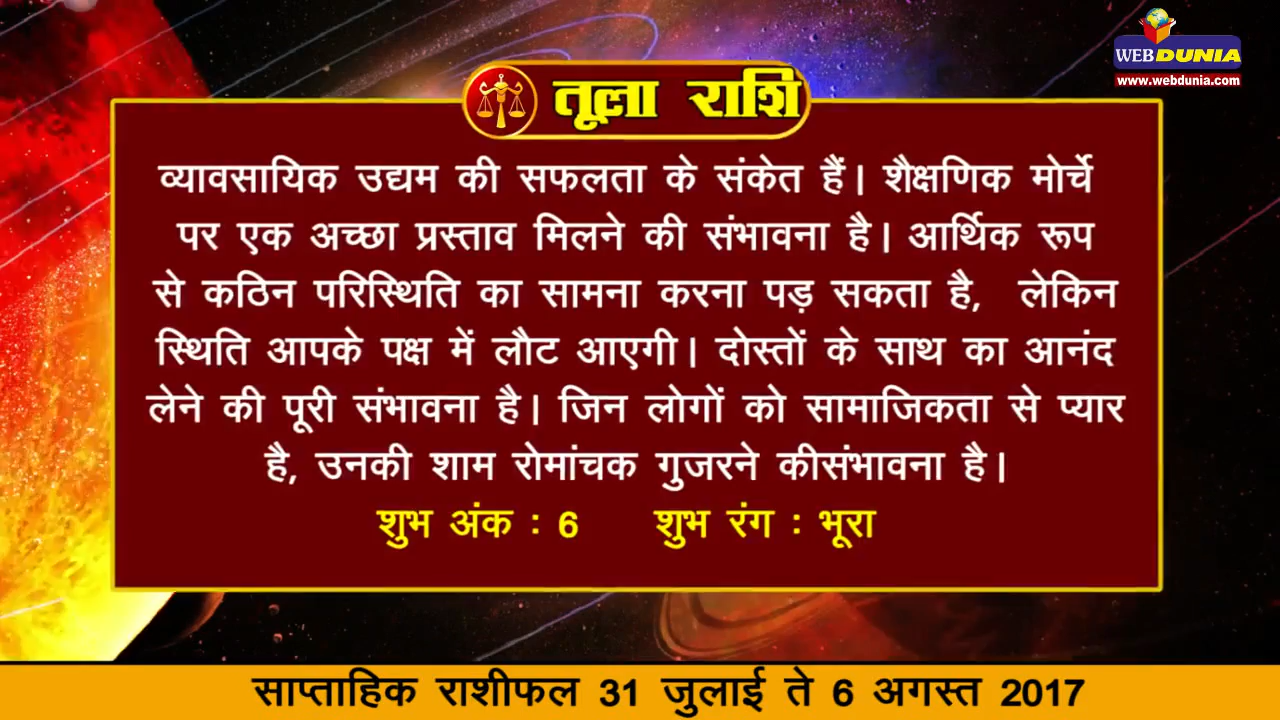 WEBDUNIA
www.webdunia.com
तूला राशि
व्यावसायिक उद्यम की सफलता के संकेत हैं। शैक्षणिक मोर्चे
पर एक अच्छा प्रस्ताव मिलने की संभावना है। आर्थिक रूप
से कठिन परिस्थिति का सामना करना पड़ सकता है, लेकिन
स्थिति आपके पक्ष में लौट आएगी। दोस्तों के साथ का आनंद
लेने की पूरी संभावना है। जिन लोगों को सामाजिकता से प्यार
है, उनकी शाम रोमांचक गुजरने कीसंभावना है।
शुभ अंक : 6 शुभ रंग : भूरा
साप्ताहिक राशीफल 31 जुलाई ते 6 अगस्त 2017